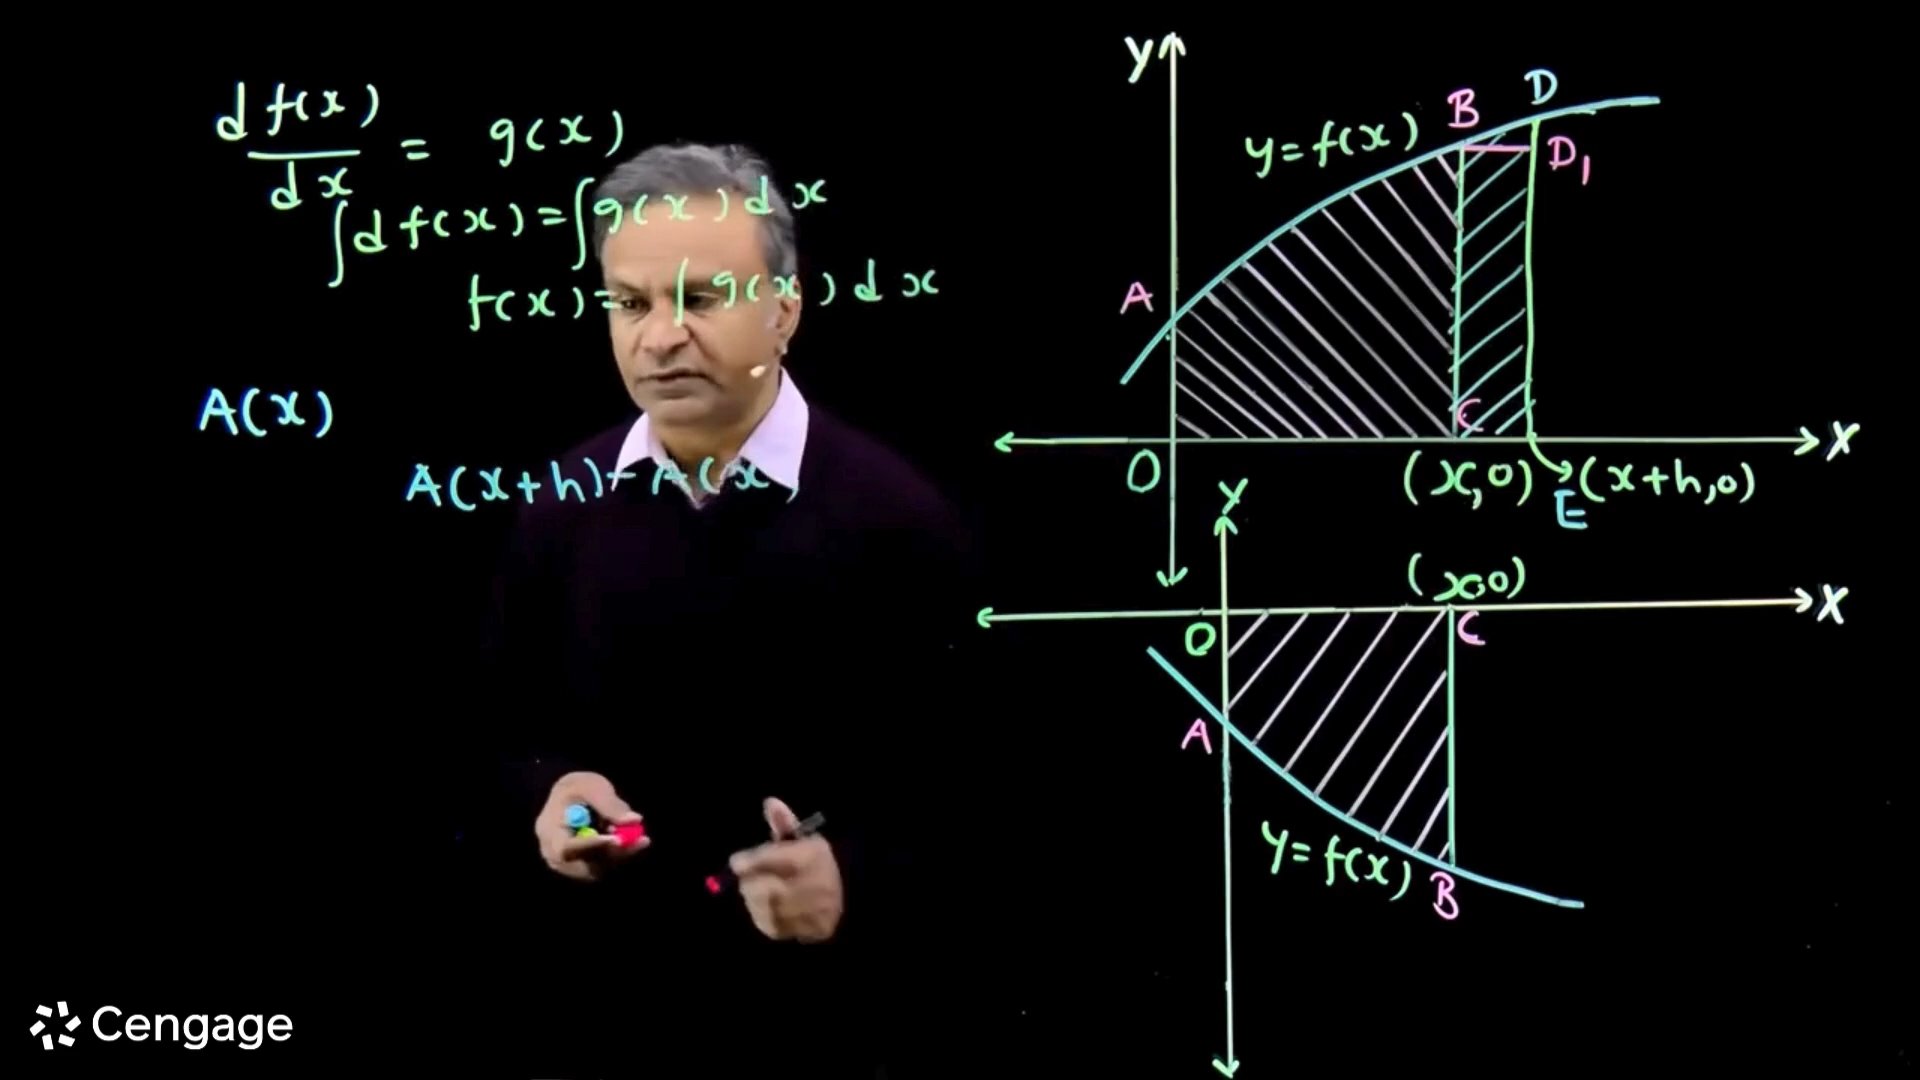 d f(x)
dx
= g(x)
∫d f(x) = ∫g(x) dx
f(x) = ∫g(x) dx
A(x)
A(x+h) - A(x)
Y
B
D
y=f(x)
D₁
A
C
X
O
(x,0)
(x+h,0)
E
Y
(x,0)
X
O
C
A
y=f(x)
B
Cengage